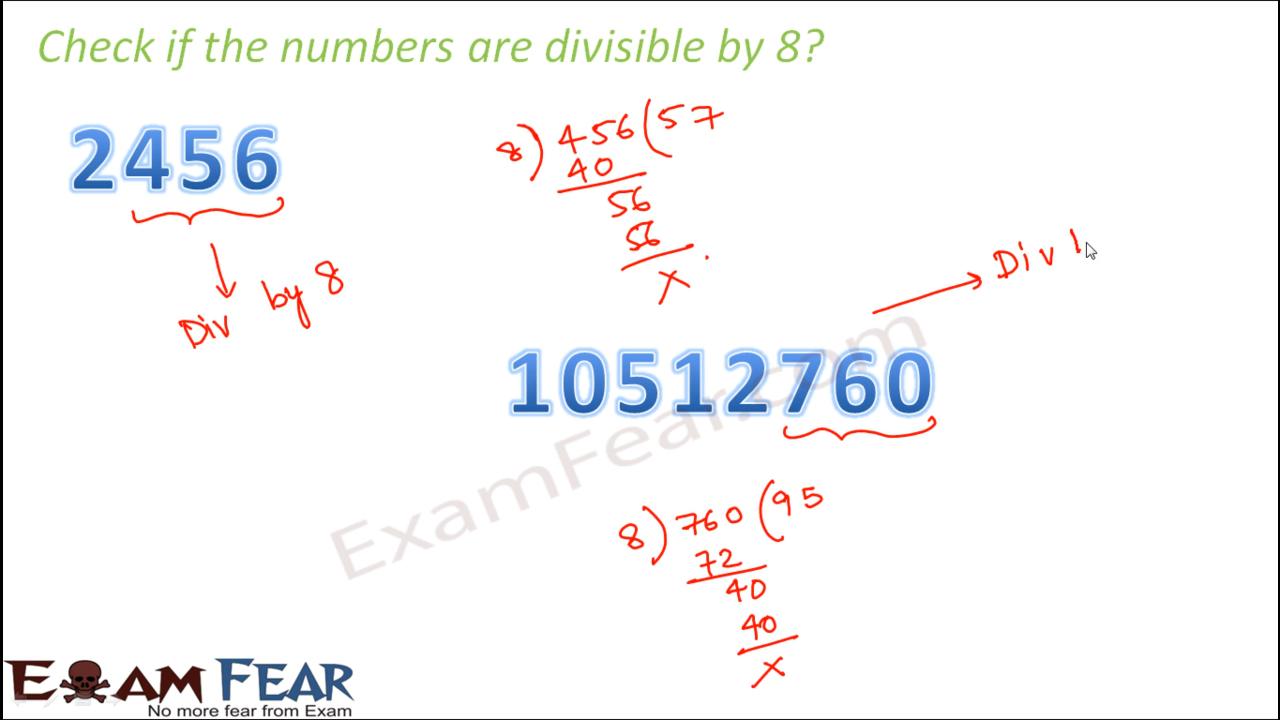 Check if the numbers are divisible by 8?
2456
Div by 8
8) 456 (57
40
56
56
x
Div
10512760
8) 760 (95
72
40
40
x
ExamFear.com
EXAM FEAR
No more fear from Exam